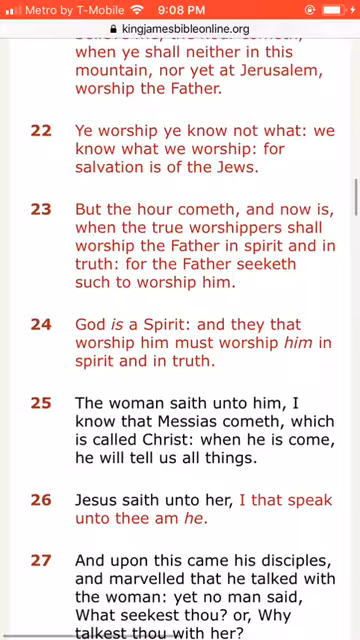 Metro by T-Mobile 9:08 PM
kingjamesbibleonline.org
believe me, the hour cometh,
when ye shall neither in this
mountain, nor yet at Jerusalem,
worship the Father.
22 Ye worship ye know not what: we
know what we worship: for
salvation is of the Jews.
23 But the hour cometh, and now is,
when the true worshippers shall
worship the Father in spirit and in
truth: for the Father seeketh
such to worship him.
24 God is a Spirit: and they that
worship him must worship him in
spirit and in truth.
25 The woman saith unto him, I
know that Messias cometh, which
is called Christ: when he is come,
he will tell us all things.
26 Jesus saith unto her, I that speak
unto thee am he.
27 And upon this came his disciples,
and marvelled that he talked with
the woman: yet no man said,
What seekest thou? or, Why
talkest thou with her?